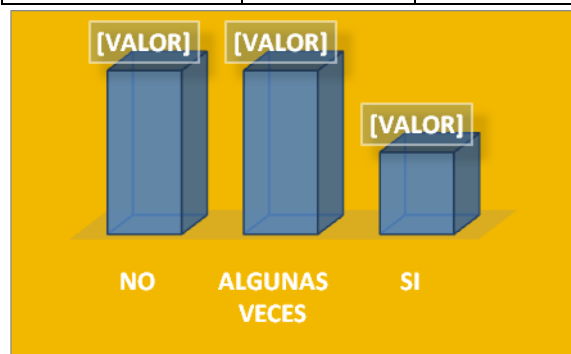 [VALOR] [VALOR]
[VALOR]
NO ALGUNAS VECES SI